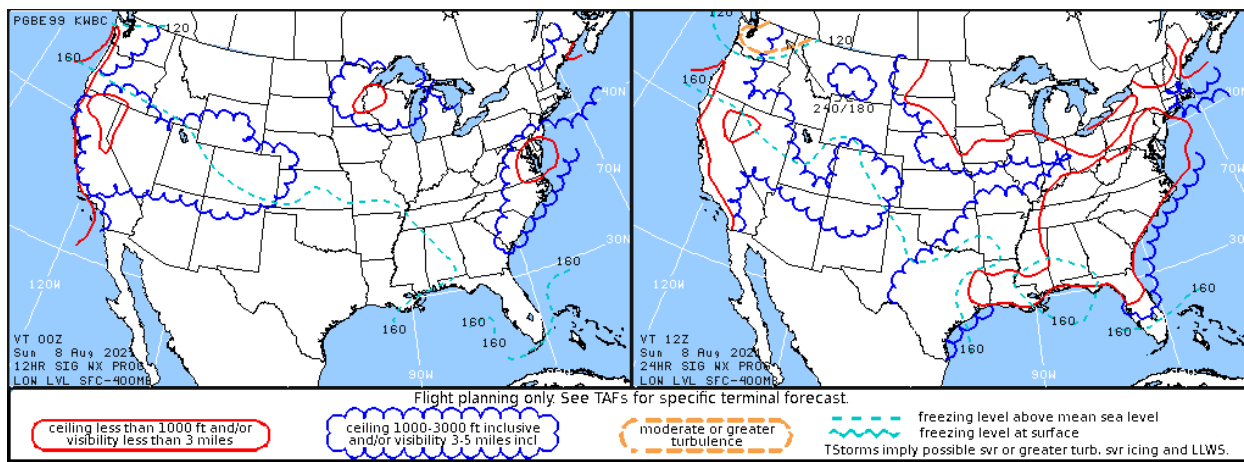 PGBE99 KWBC
120
160
40N
70W
30N
160
160
160
120W
90W
VT 00Z
Sun 8 Aug 202
12HR SIG WX PROG
LOW LVL SFC-400MB
120
160
240/180
40N
70W
30N
160
160
160
120W
90W
VT 12Z
Sun 8 Aug 202
24HR SIG WX PROG
LOW LVL SFC-400MB
Flight planning only. See TAFs for specific terminal forecast.
ceiling less than 1000 ft and/or
visibility less than 3 miles
ceiling 1000-3000 ft inclusive
and/or visibility 3-5 miles incl
moderate or greater
turbulence
freezing level above mean sea level
freezing level at surface
TStorms imply possible svr or greater turb. svr icing and LLWS.